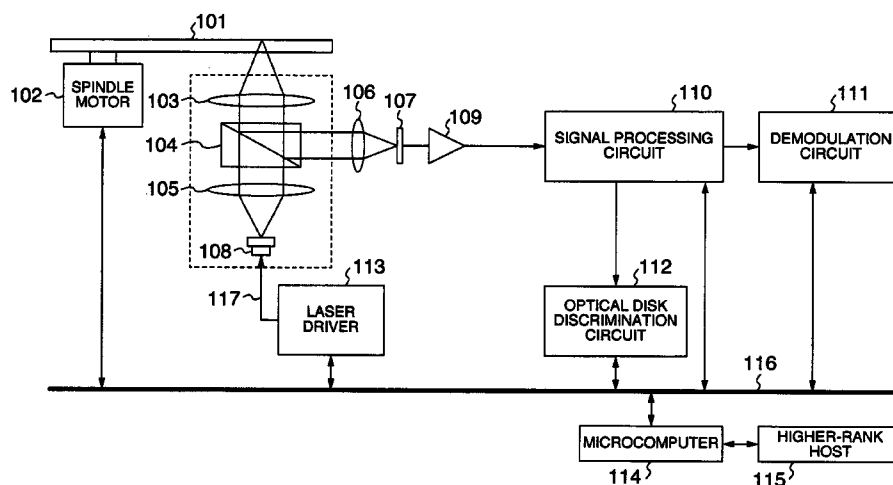 101
SPINDLE
MOTOR
102
103
104
105
106
107
108
109
110
SIGNAL PROCESSING
CIRCUIT
111
DEMODULATION
CIRCUIT
112
OPTICAL DISK
DISCRIMINATION
CIRCUIT
113
LASER
DRIVER
117
116
MICROCOMPUTER
114
HIGHER-RANK
HOST
115